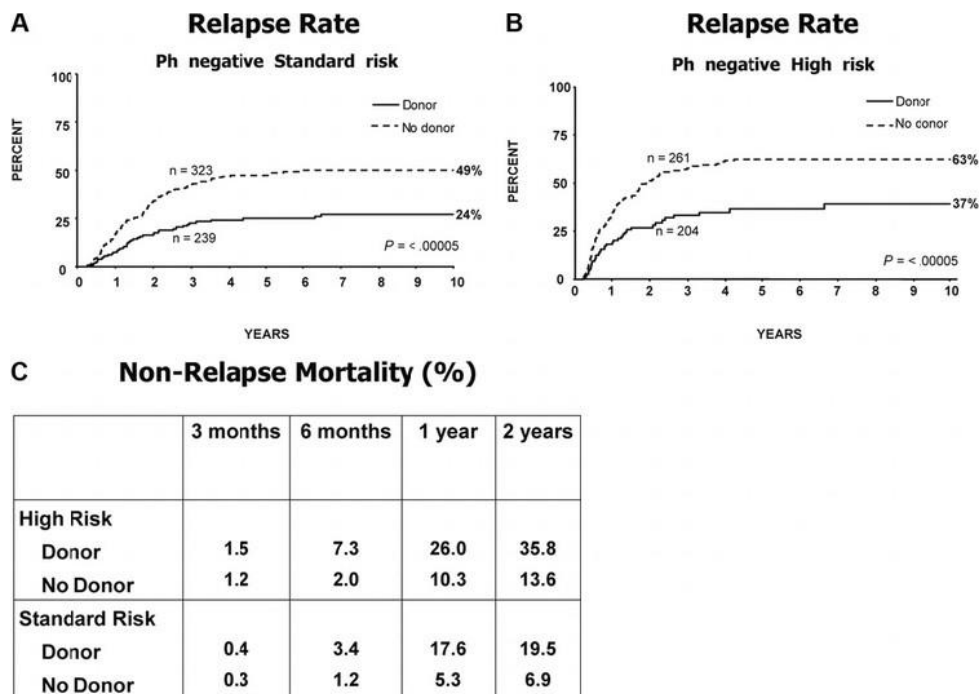 A Relapse Rate
Ph negative Standard risk
PERCENT
100
75
50
25
0
Donor
No donor
n = 323
49%
24%
n = 239
P = < .00005
0 1 2 3 4 5 6 7 8 9 10
YEARS
B Relapse Rate
Ph negative High risk
PERCENT
100
75
50
25
0
Donor
No conor
n = 261
63%
37%
n = 204
P = < .00005
0 1 2 3 4 5 6 7 8 9 10
YEARS
C Non-Relapse Mortality (%)
3 months 6 months 1 year 2 years
High Risk
Donor 1.5 7.3 26.0 35.8
No Donor 1.2 2.0 10.3 13.6
Standard Risk
Donor 0.4 3.4 17.6 19.5
No Donor 0.3 1.2 5.3 6.9